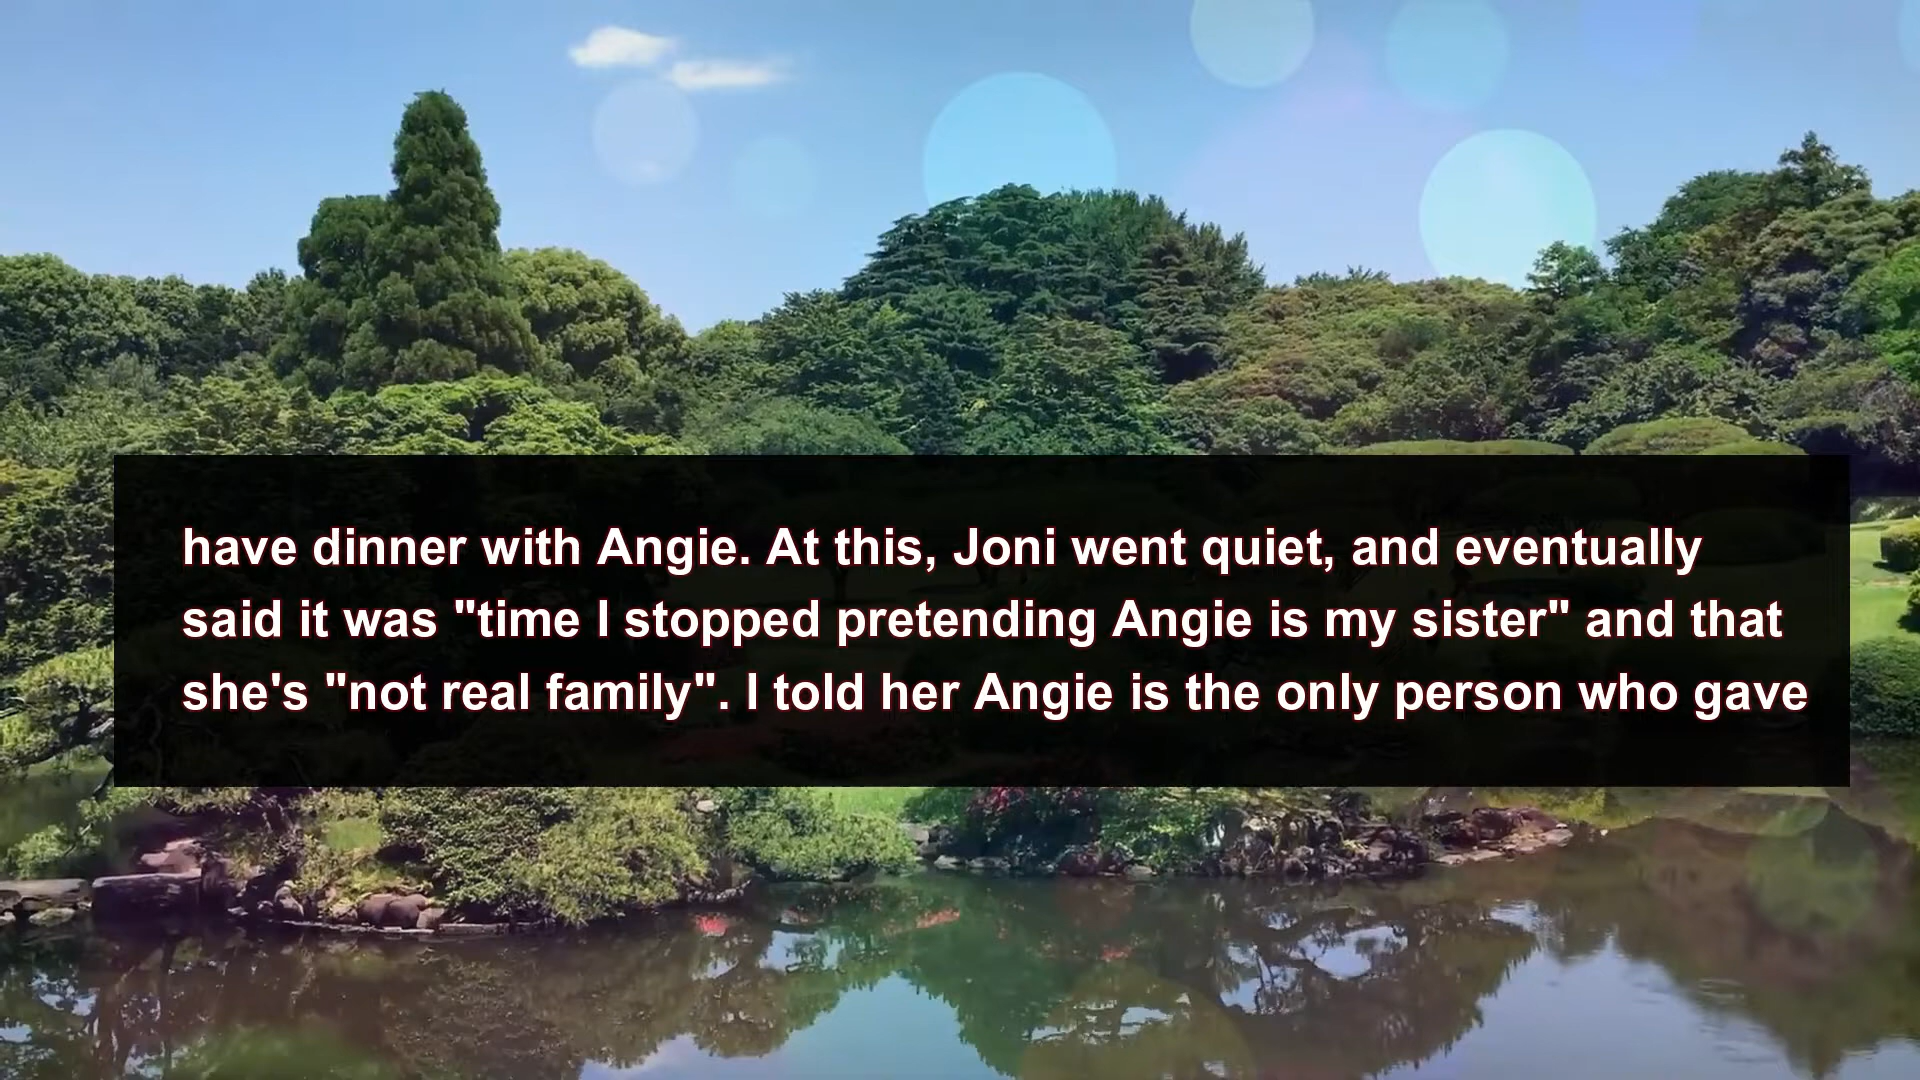 have dinner with Angie. At this, Joni went quiet, and eventually
said it was "time I stopped pretending Angie is my sister" and that
she's "not real family". I told her Angie is the only person who gave